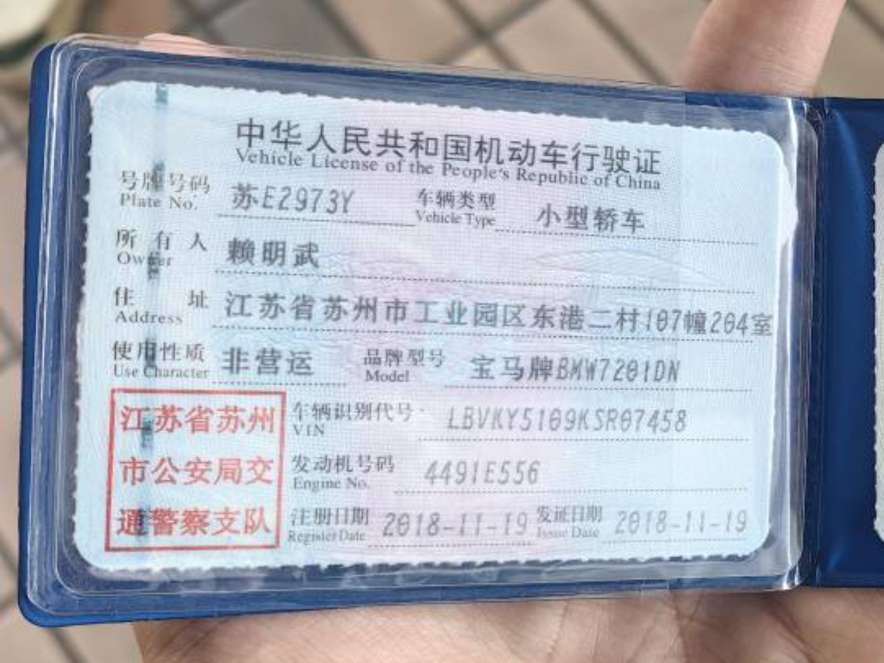 中华人民共和国机动车行驶证
Vehicle License of the People's Republic of China
号牌号码 苏E2973Y 车辆类型 小型轿车
Plate No. Vehicle Type
所有人 赖明武
Owner
住址 江苏省苏州市工业园区东港二村107幢204室
Address
使用性质 非营运 品牌型号 宝马牌BMW7201DN
Use Character Model
江苏省苏州
市公安局交
通警察支队
车辆识别代号 LBVKY5109KSR07458
VIN
发动机号码 4491E556
Engine No.
注册日期 2018-11-19 发证日期 2018-11-19
Register Date Issue Date